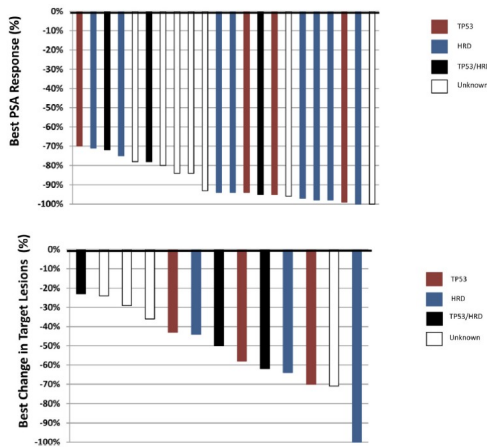 Best PSA Response (%)
0%
-10%
-20%
-30%
-40%
-50%
-60%
-70%
-80%
-90%
-100%
TP53
HRD
TP53/HRD
Unknown
Best Change in Target Lesions (%)
0%
-10%
-20%
-30%
-40%
-50%
-60%
-70%
-80%
-90%
-100%
TP53
HRD
TP53/HRD
Unknown